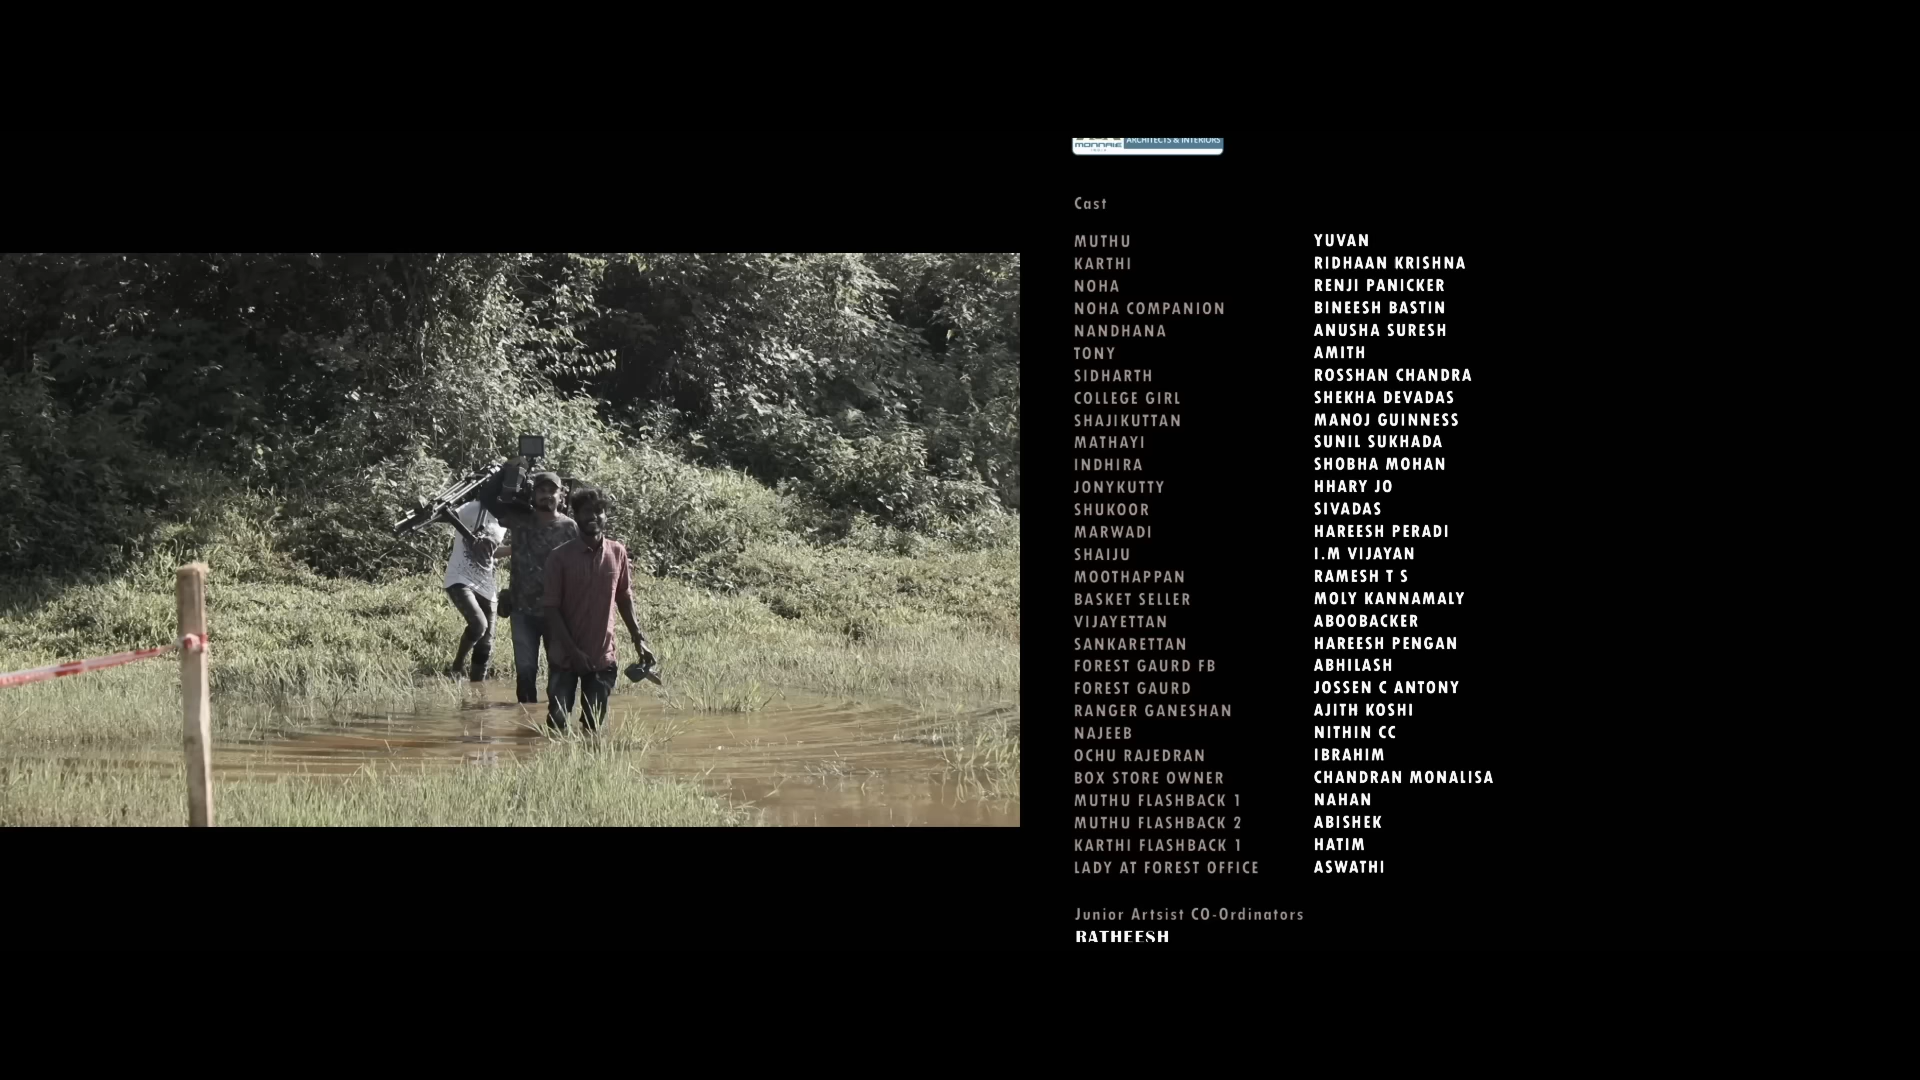 MONNAIE ARCHITECTS & INTERIORS
Cast
MUTHU YUVAN
KARTHI RIDHAAN KRISHNA
NOHA RENJI PANICKER
NOHA COMPANION BINEESH BASTIN
NANDHANA ANUSHA SURESH
TONY AMITH
SIDHARTH ROSSHAN CHANDRA
COLLEGE GIRL SHEKHA DEVADAS
SHAJIKUTTAN MANOJ GUINNESS
MATHAYI SUNIL SUKHADA
INDHIRA SHOBHA MOHAN
JONYKUTTY HHARY JO
SHUKOOR SIVADAS
MARWADI HAREESH PERADI
SHAIJU I.M VIJAYAN
MOOTHAPPAN RAMESH T S
BASKET SELLER MOLY KANNAMALY
VIJAYETTAN ABOOBACKER
SANKARETTAN HAREESH PENGAN
FOREST GAURD FB ABHILASH
FOREST GAURD JOSSEN C ANTONY
RANGER GANESHAN AJITH KOSHI
NAJEEB NITHIN CC
OCHU RAJEDRAN IBRAHIM
BOX STORE OWNER CHANDRAN MONALISA
MUTHU FLASHBACK 1 NAHAN
MUTHU FLASHBACK 2 ABISHEK
KARTHI FLASHBACK 1 HATIM
LADY AT FOREST OFFICE ASWATHI
Junior Artsist CO-Ordinators
RATHEESH